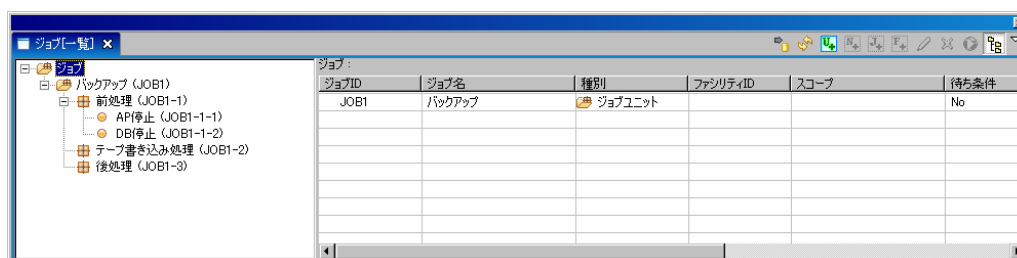 ジョブ[一覧]
ジョブ
バックアップ (JOB1)
前処理 (JOB1-1)
AP停止 (JOB1-1-1)
DB停止 (JOB1-1-2)
テープ書き込み処理 (JOB1-2)
後処理 (JOB1-3)
ジョブ :
ジョブID ジョブ名 種別 ファシリティID スコープ 待ち条件
JOB1 バックアップ ジョブユニット No